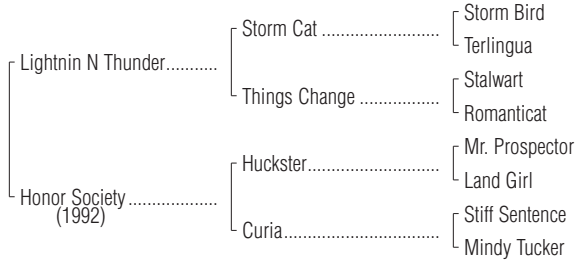 Storm Bird
Storm Cat ..............................
Terlingua
Lightnin N Thunder...........
Stalwart
Things Change ....................
Romanticat
Mr. Prospector
Huckster.................................
Land Girl
Honor Society ...................
(1992)
Stiff Sentence
Curia.......................................
Mindy Tucker